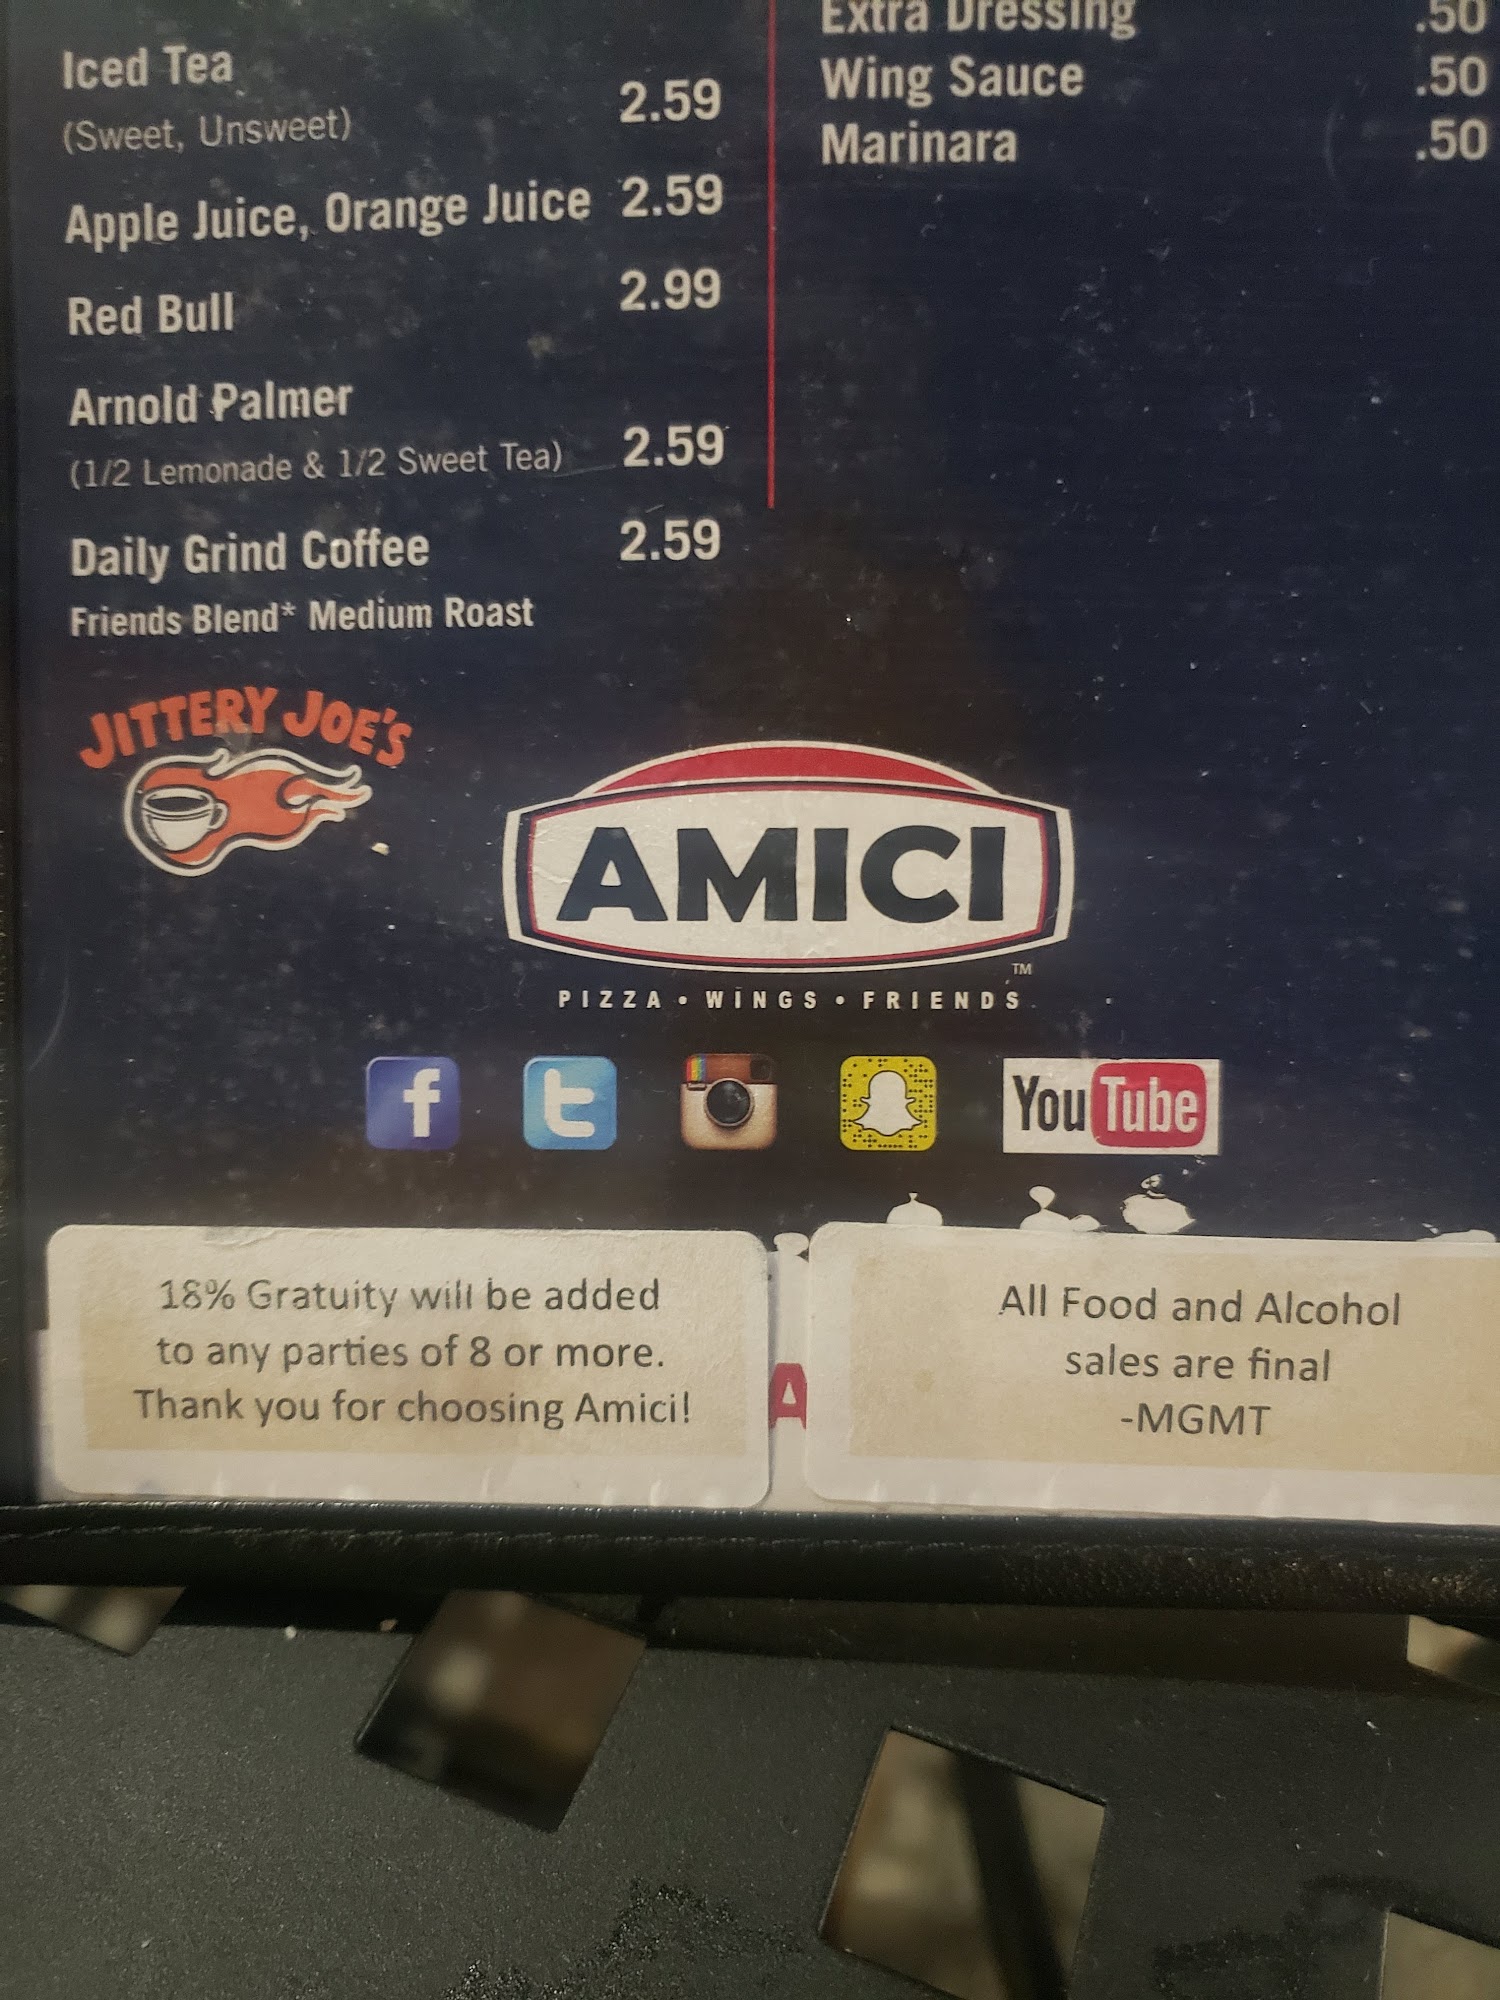 Iced Tea
(Sweet, Unsweet) 2.59
Apple Juice, Orange Juice 2.59
Red Bull 2.99
Arnold Palmer
(1/2 Lemonade & 1/2 Sweet Tea) 2.59
Daily Grind Coffee 2.59
Friends Blend* Medium Roast
JITTERY JOE'S
Extra Dressing .50
Wing Sauce .50
Marinara .50
AMICI
TM
PIZZA • WINGS • FRIENDS
f t YouTube
18% Gratuity will be added
to any parties of 8 or more.
Thank you for choosing Amici!
A
All Food and Alcohol
sales are final
-MGMT